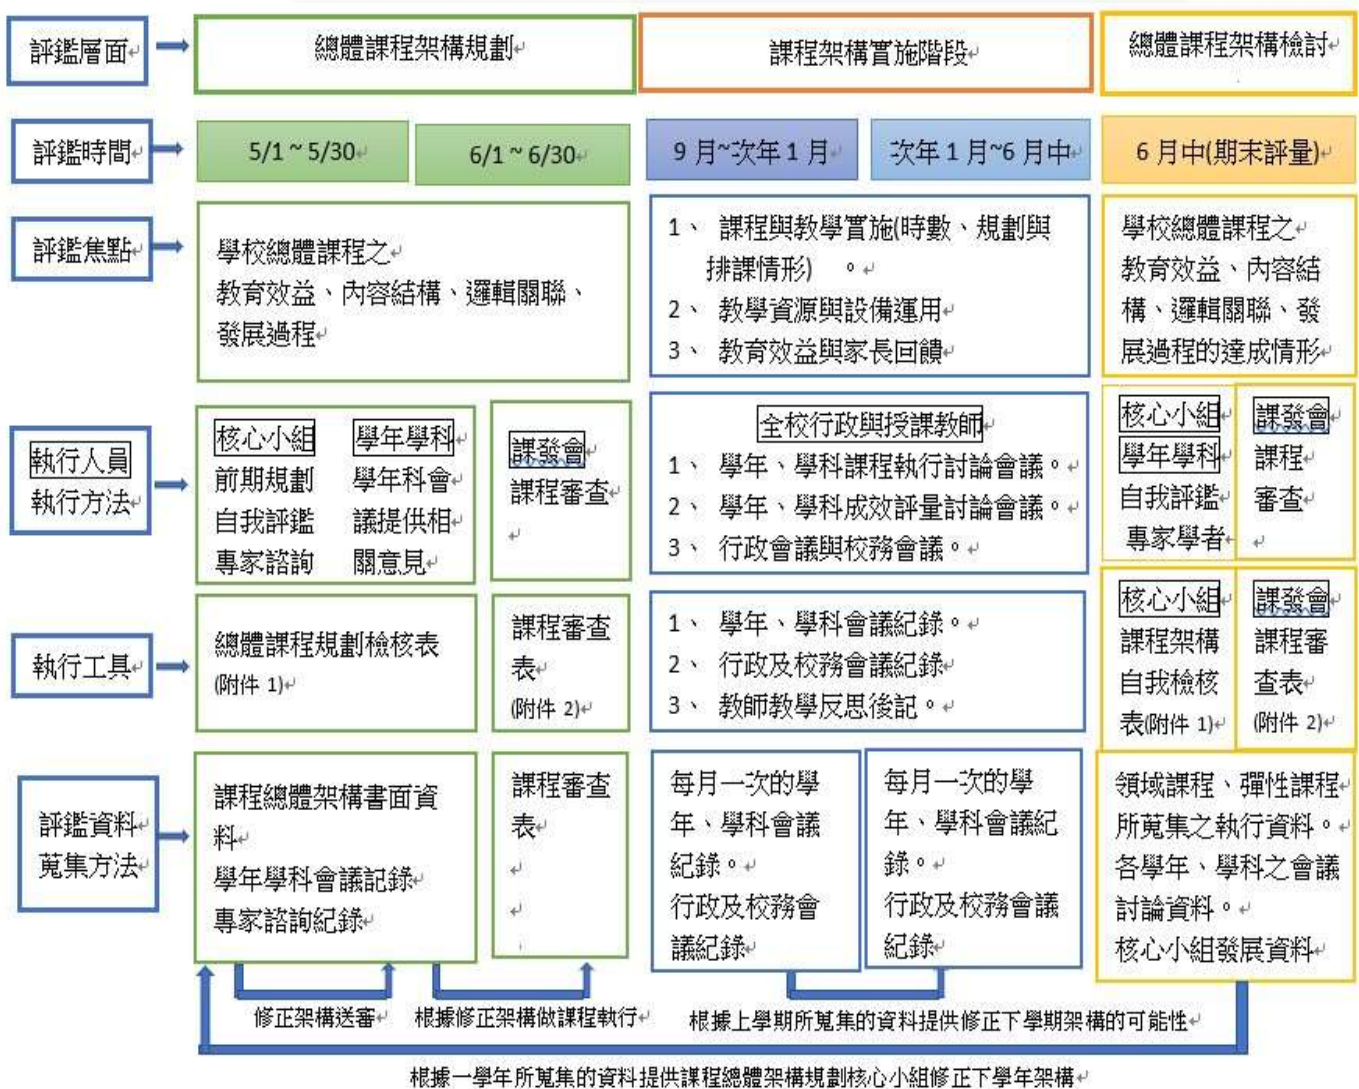 評鑑層面
總體課程架構規劃
課程架構實施階段
總體課程架構檢討
評鑑時間
5/1 ~ 5/30
6/1 ~ 6/30
9 月~次年 1 月
次年 1 月~6 月中
6 月中(期末評量)
評鑑焦點
學校總體課程之
教育效益、內容結構、邏輯關聯、
發展過程
1、 課程與教學實施(時數、規劃與
排課情形) 。
2、 教學資源與設備運用
3、 教育效益與家長回饋
學校總體課程之
教育效益、內容結
構、邏輯關聯、發
展過程的達成情形
執行人員
執行方法
核心小組
前期規劃
自我評鑑
專家諮詢
學年學科
學年科會
議提供相
關意見
課發會
課程審查
全校行政與授課教師
1、 學年、學科課程執行討論會議。
2、 學年、學科成效評量討論會議。
3、 行政會議與校務會議。
核心小組
學年學科
自我評鑑
專家學者
課發會
課程
審查
執行工具
總體課程規劃檢核表
(附件 1)
課程審查
表
(附件 2)
1、 學年、學科會議紀錄。
2、 行政及校務會議紀錄
3、 教師教學反思後記。
核心小組
課程架構
自我檢核
表(附件 1)
課發會
課程審
查表
(附件 2)
評鑑資料
蒐集方法
課程總體架構書面資
料
學年學科會議記錄
專家諮詢紀錄
課程審查
表
每月一次的學
年、學科會議
紀錄。
行政及校務會
議紀錄
每月一次的學
年、學科會議紀
錄。
行政及校務會議
紀錄
領域課程、彈性課程
所蒐集之執行資料。
各學年、學科之會議
討論資料。
核心小組發展資料
修正架構送審
根據修正架構做課程執行
根據上學期所蒐集的資料提供修正下學期架構的可能性
根據一學年所蒐集的資料提供課程總體架構規劃核心小組修正下學年架構